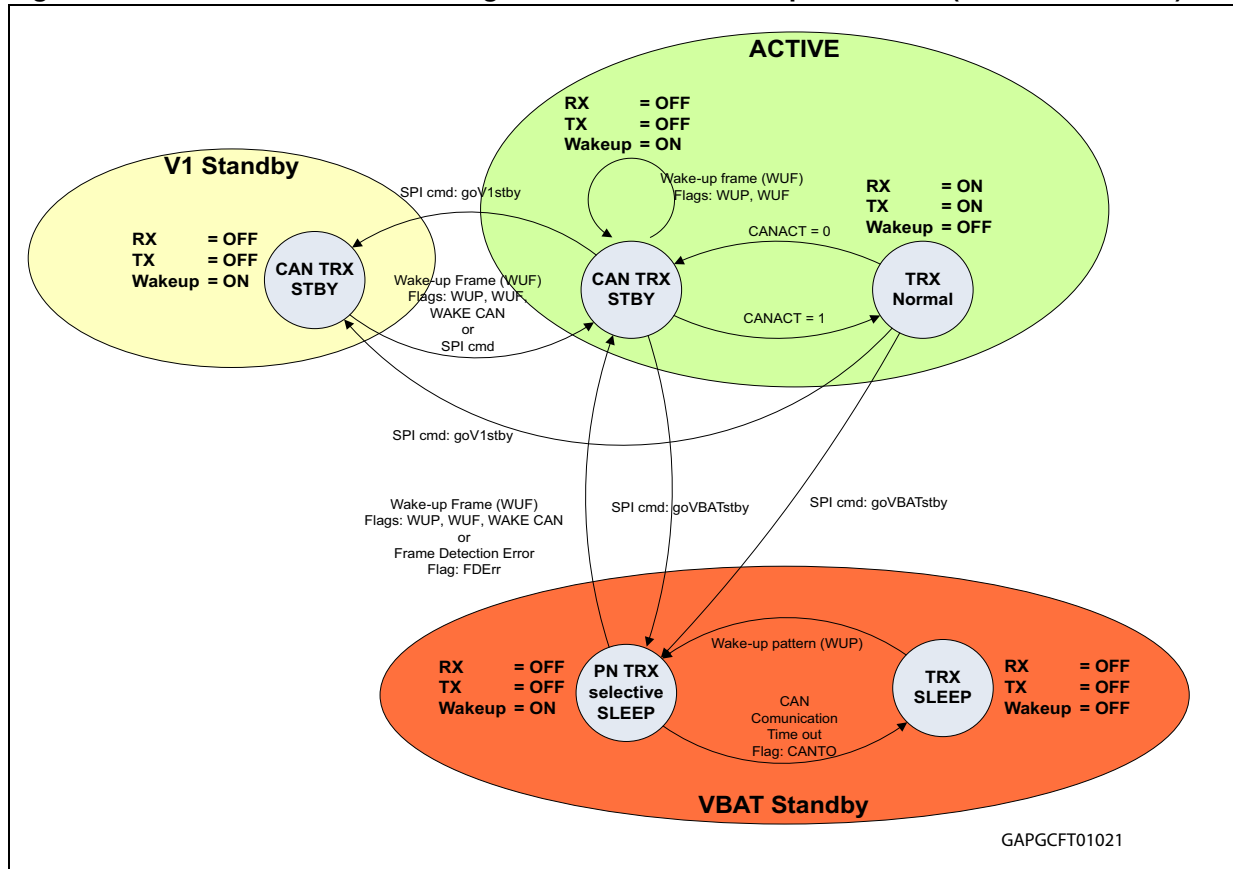 ACTIVE
RX = OFF
TX = OFF
Wakeup = ON
V1 Standby
SPI cmd: goV1stby
Wake-up frame (WUF)
Flags: WUP, WUF
RX = ON
TX = ON
Wakeup = OFF
RX = OFF
TX = OFF
Wakeup = ON
CAN TRX
STBY
CANACT = 0
Wake-up Frame (WUF)
Flags: WUP, WUF,
WAKE CAN
or
SPI cmd
CAN TRX
STBY
TRX
Normal
CANACT = 1
SPI cmd: goV1stby
Wake-up Frame (WUF)
Flags: WUP, WUF, WAKE CAN
or
Frame Detection Error
Flag: FDErr
SPI cmd: goVBATstby
SPI cmd: goVBATstby
Wake-up pattern (WUP)
RX = OFF
TX = OFF
Wakeup = ON
PN TRX
selective
SLEEP
TRX
SLEEP
RX = OFF
TX = OFF
Wakeup = OFF
CAN
Comunication
Time out
Flag: CANTO
VBAT Standby
GAPGCFT01021